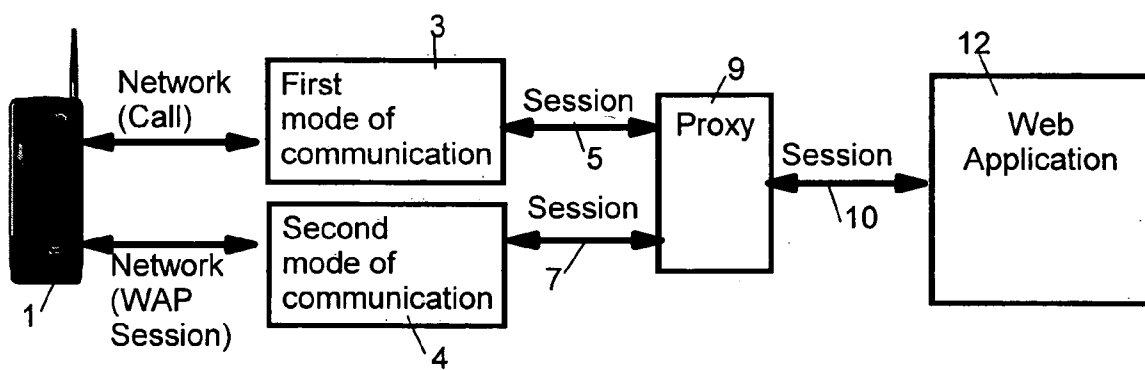 3
First
mode of
communication
Network
(Call)
Session
5
9
Proxy
12
Web
Application
Session
10
Second
mode of
communication
4
Session
7
Network
(WAP
Session)
1